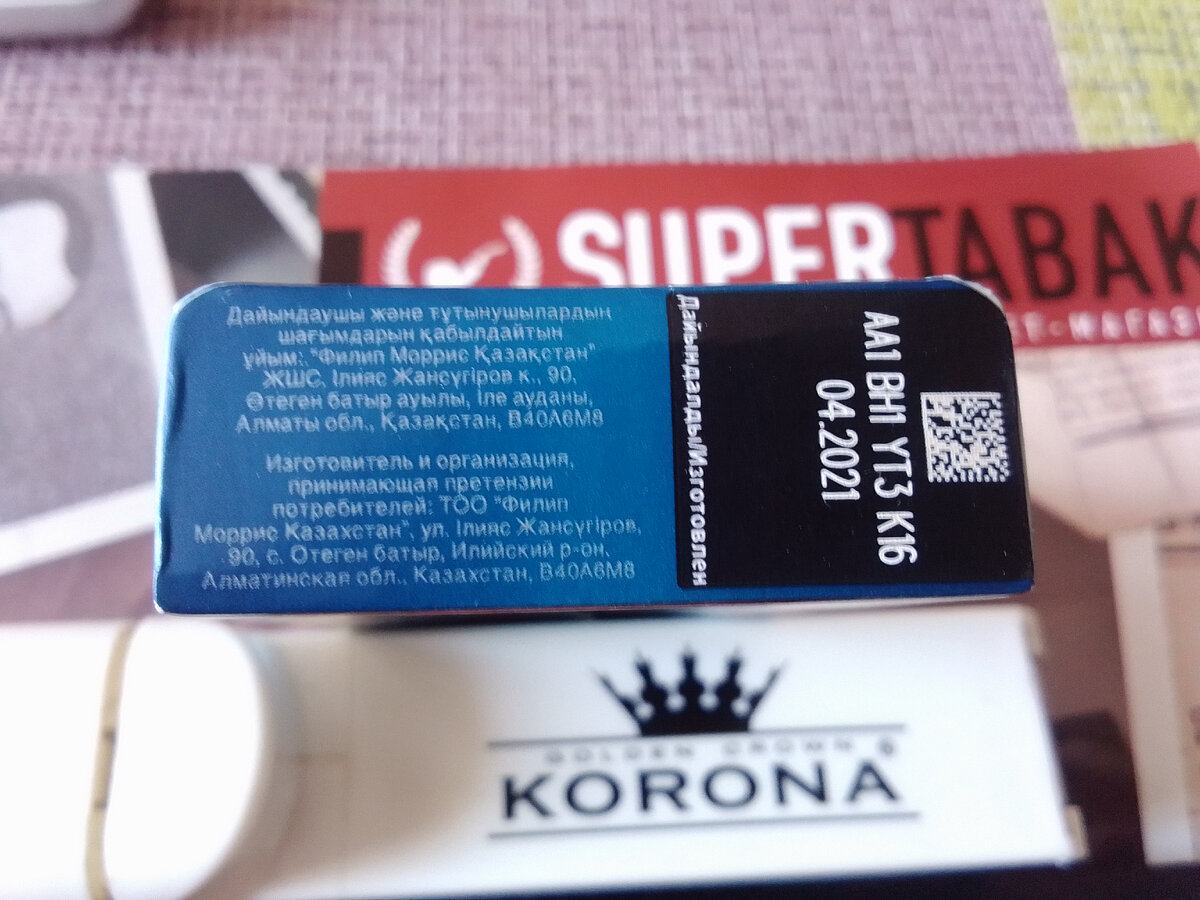 SUPERTABAK
Дайындаушы және тұтынушылардың
шағымдарын қабылдайтын
ұйым: "Филип Моррис Қазақстан"
ЖШС, Ілияс Жансүгіров к., 90,
Өтеген батыр ауылы, Іле ауданы,
Алматы обл., Қазақстан, B40A6M8
Изготовитель и организация,
принимающая претензии
потребителей: ТОО "Филип
Моррис Казахстан", ул. Ілияс Жансүгіров,
90, с. Отеген батыр, Илийский р-он,
Алматинская обл., Казахстан, B40A6M8
Дайындалды/Изготовлен
AA1 BH1 YT3 K16
04.2021
GOLDEN CROWN ®
KORONA